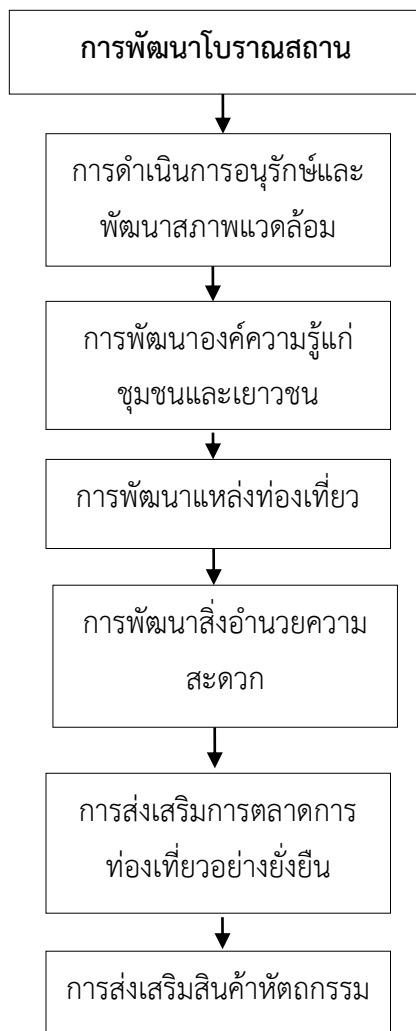 การพัฒนาโบราณสถาน
การดำเนินการอนุรักษ์และ
พัฒนาสภาพแวดล้อม
การพัฒนาองค์ความรู้แก่
ชุมชนและเยาวชน
การพัฒนาแหล่งท่องเที่ยว
การพัฒนาสิ่งอำนวยความ
สะดวก
การส่งเสริมการตลาดการ
ท่องเที่ยวอย่างยั่งยืน
การส่งเสริมสินค้าหัตถกรรม